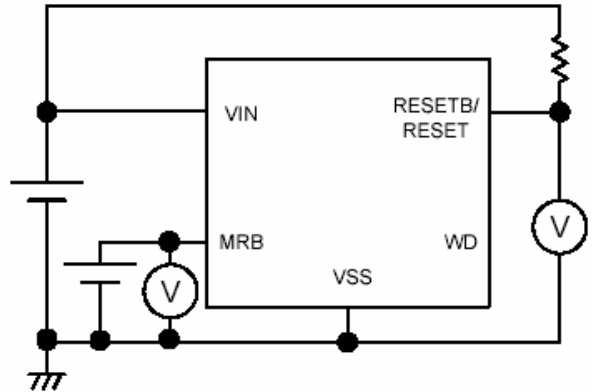 VIN
RESETB/
RESET
MRB
V
WD
V
VSS